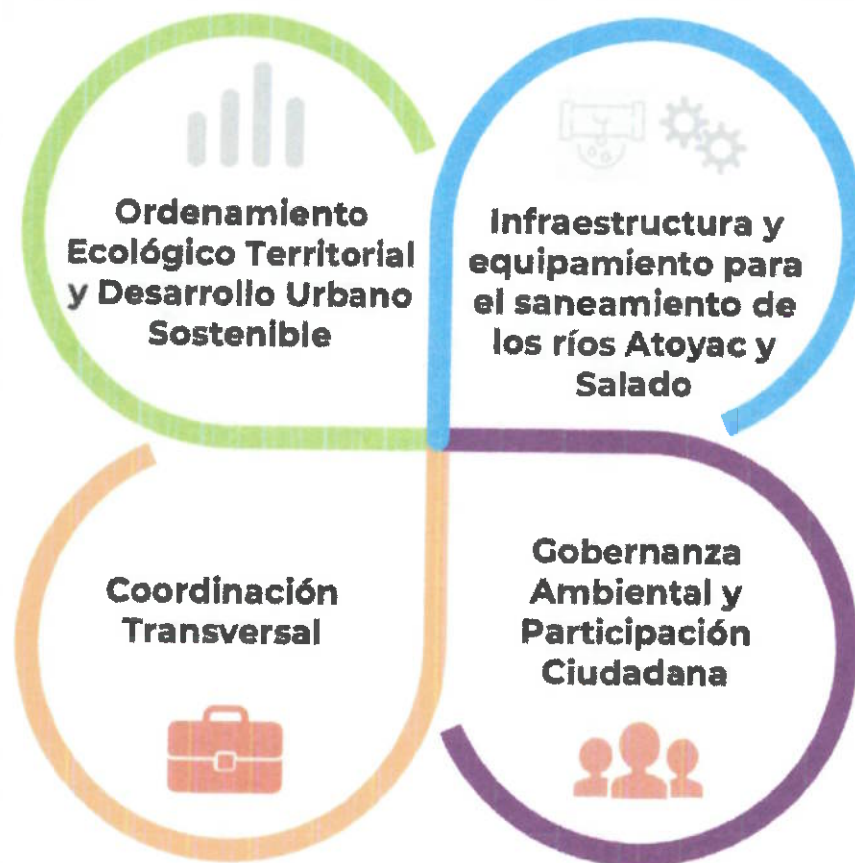 Ordenamiento
Ecológico Territorial
y Desarrollo Urbano
Sostenible
Infraestructura y
equipamiento para
el saneamiento de
los ríos Atoyac y
Salado
Coordinación
Transversal
Gobernanza
Ambiental y
Participación
Ciudadana